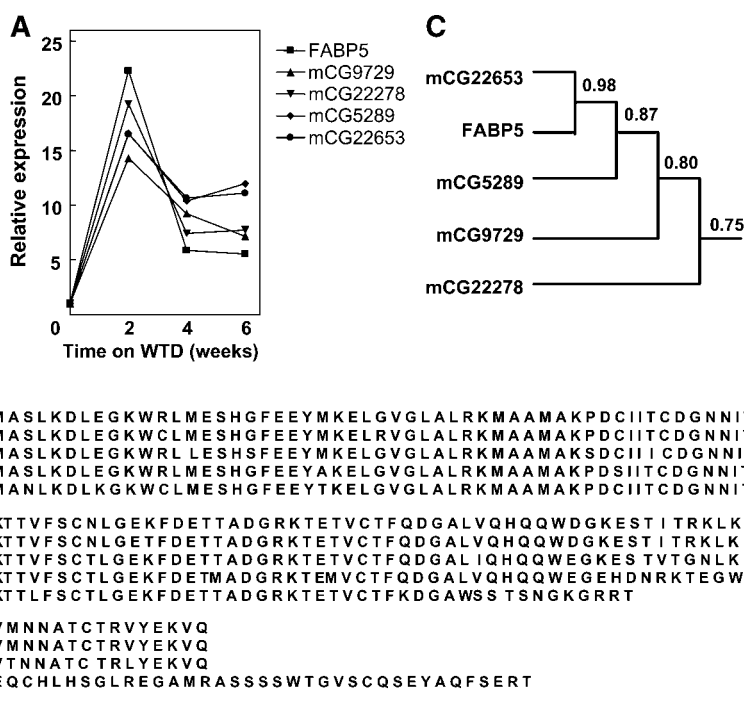 A
25
20
15
10
5
0
2
4
6
Relative expression
Time on WTD (weeks)
FABP5
mCG9729
mCG22278
mCG5289
mCG22653
C
mCG22653
FABP5
mCG5289
mCG9729
mCG22278
0.98
0.87
0.80
0.75
MASLKDLEGKWRLMESHGFEEYMKELGVGLALRKMAAMAKPDCIITCDGNNI
MASLKDLEGKWCLMESHGFEEYMKELRVGLALRKMAAMAKPDCIITCDGNNI
MASLKDLEGKWRLLESHSFEEYMKELGVGLALRKMAAMAKSDCIIICDGNNI
MASLKDLEGKWRLMESHGFEEYAKELGVGLALRKMAAMAKPDSIITCDGNNI
MANLKDLKGKWCLMESHGFEEYTKELGVGLALRKMAAMAKPDCIITCDGNNI
KTTVFSCNLGEKFDETTADGRKTETVCTFQDGALVQHQQWDGKESTITRKLK
KTTVFSCNLGETFDETTADGRKTETVCTFQDGALVQHQQWDGKESTITRKLK
KTTVFSCTLGEKFDETTADGRKTETVCTFQDGALIQHQQWEGKESTVTGNLK
KTTVFSCTLGEKFDETMADGRKTEMVCTFQDGALVQHQQWEGEHDNRKTEGW
KTTLFSCTLGEKFDETTADGRKTETVCTFKDGAWSSTSNGKGRRT
VMNNATCTRVYEKVQ
VMNNATCTRVYEKVQ
VTNNATCTRLYEKVQ
EQCHLHSGLREGAMRASSSSWTGVSCQSEYAQFSERT